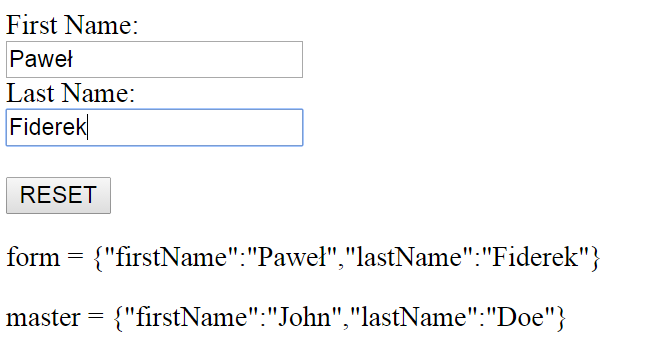 First Name:
Paweł
Last Name:
Fiderek
RESET
form = {"firstName":"Paweł","lastName":"Fiderek"}
master = {"firstName":"John","lastName":"Doe"}